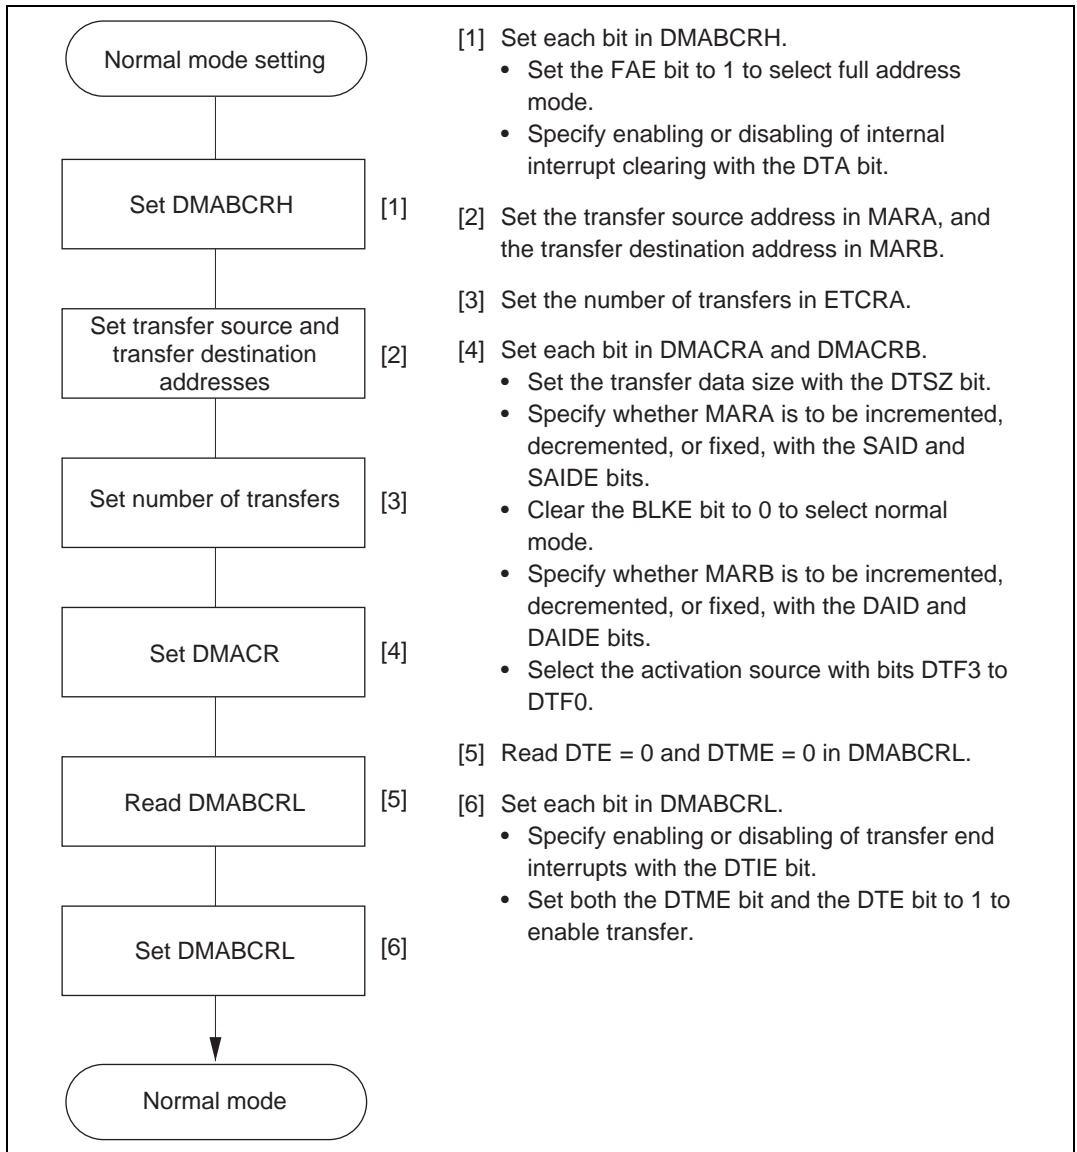 Normal mode setting
Set DMABCRH [1]
Set transfer source and
transfer destination
addresses
[2]
Set number of transfers [3]
Set DMACR [4]
Read DMABCRL [5]
Set DMABCRL [6]
Normal mode
[1] Set each bit in DMABCRH.
• Set the FAE bit to 1 to select full address
mode.
• Specify enabling or disabling of internal
interrupt clearing with the DTA bit.
[2] Set the transfer source address in MARA, and
the transfer destination address in MARB.
[3] Set the number of transfers in ETCRA.
[4] Set each bit in DMACRA and DMACRB.
• Set the transfer data size with the DTSZ bit.
• Specify whether MARA is to be incremented,
decremented, or fixed, with the SAID and
SAIDE bits.
• Clear the BLKE bit to 0 to select normal
mode.
• Specify whether MARB is to be incremented,
decremented, or fixed, with the DAID and
DAIDE bits.
• Select the activation source with bits DTF3 to
DTF0.
[5] Read DTE = 0 and DTME = 0 in DMABCRL.
[6] Set each bit in DMABCRL.
• Specify enabling or disabling of transfer end
interrupts with the DTIE bit.
• Set both the DTME bit and the DTE bit to 1 to
enable transfer.